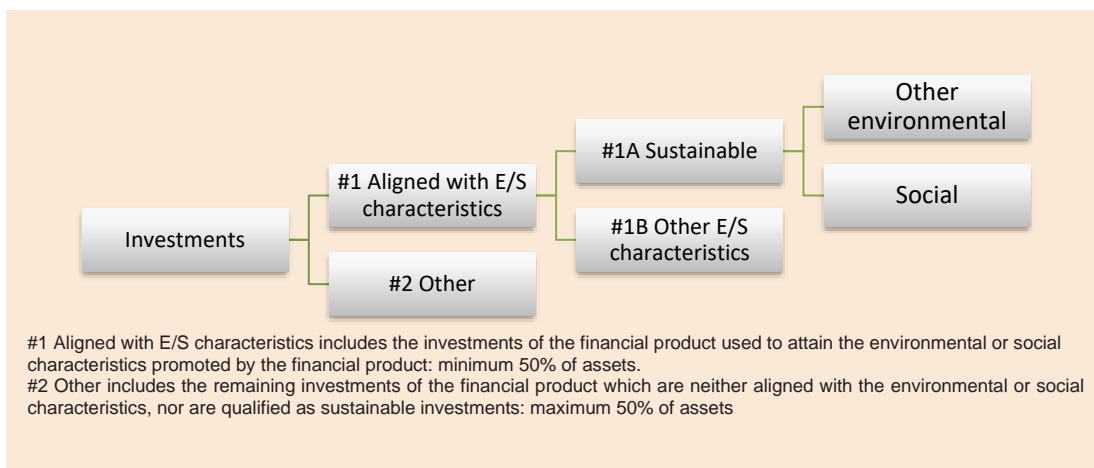 Investments
#1 Aligned with E/S
characteristics
#2 Other
#1A Sustainable
#1B Other E/S
characteristics
Other
environmental
Social
#1 Aligned with E/S characteristics includes the investments of the financial product used to attain the environmental or social
characteristics promoted by the financial product: minimum 50% of assets.
#2 Other includes the remaining investments of the financial product which are neither aligned with the environmental or social
characteristics, nor are qualified as sustainable investments: maximum 50% of assets